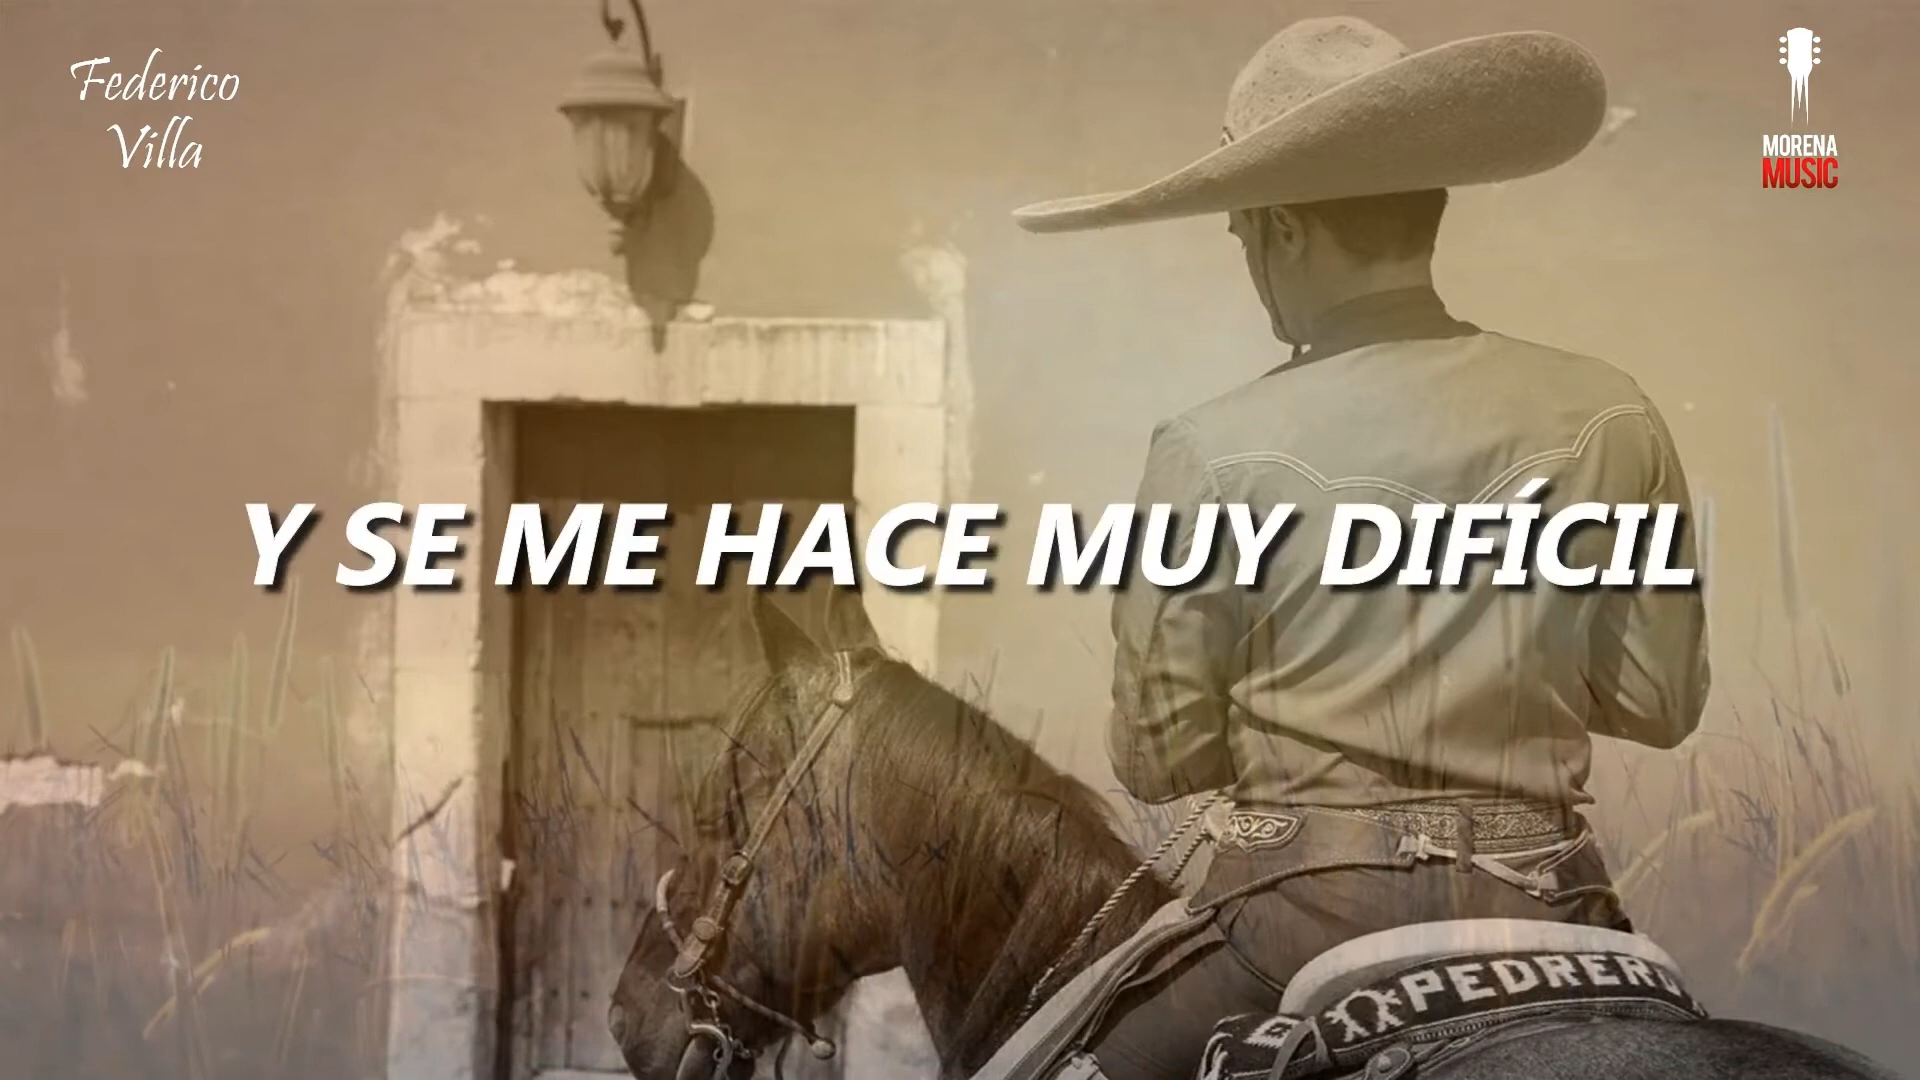 Federico
Villa
MORENA
MUSIC
Y SE ME HACE MUY DIFÍCIL
PEDRERO